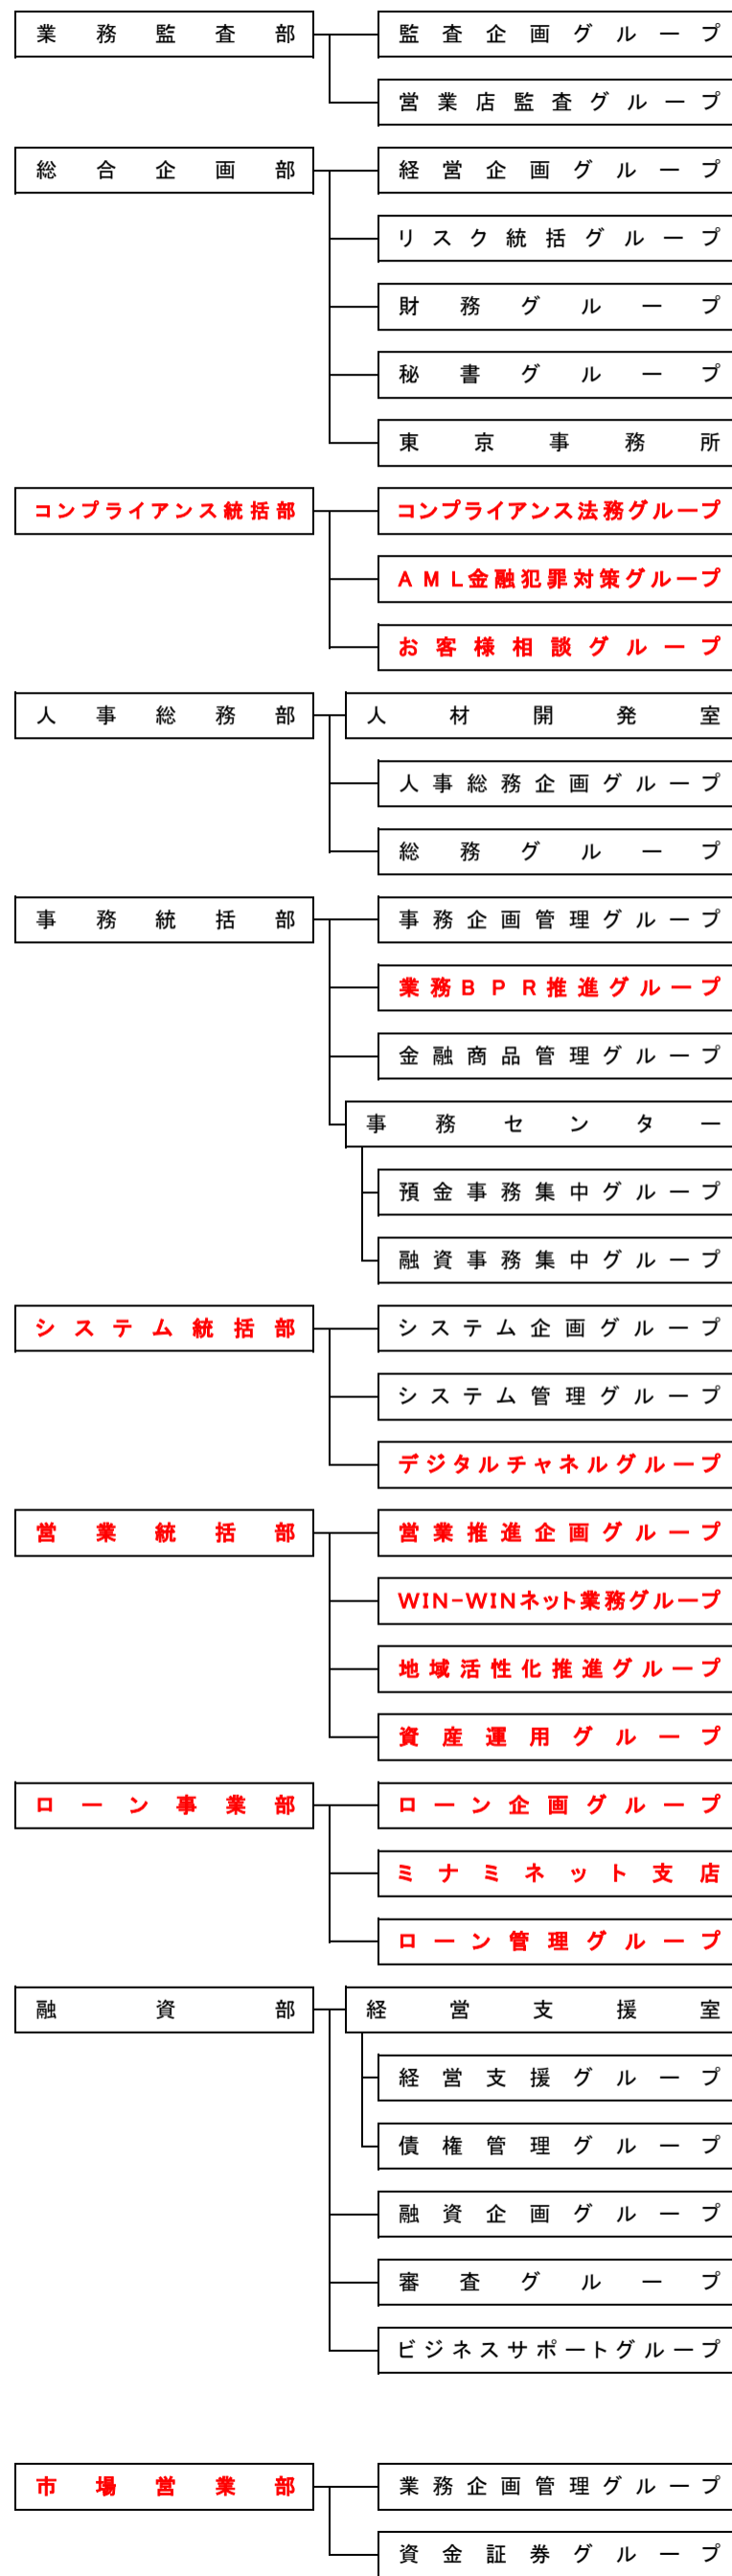 業務監査部
監査企画グループ
営業店監査グループ
総合企画部
経営企画グループ
リスク統括グループ
財務グループ
秘書グループ
東京事務所
コンプライアンス統括部
コンプライアンス法務グループ
AML金融犯罪対策グループ
お客様相談グループ
人事総務部
人材開発室
人事総務企画グループ
総務グループ
事務統括部
事務企画管理グループ
業務BPR推進グループ
金融商品管理グループ
事務センター
預金事務集中グループ
融資事務集中グループ
システム統括部
システム企画グループ
システム管理グループ
デジタルチャネルグループ
営業統括部
営業推進企画グループ
WIN-WINネット業務グループ
地域活性化推進グループ
資産運用グループ
ローン事業部
ローン企画グループ
ミナミネット支店
ローン管理グループ
融資部
経営支援室
経営支援グループ
債権管理グループ
融資企画グループ
審査グループ
ビジネスサポートグループ
市場営業部
業務企画管理グループ
資金証券グループ